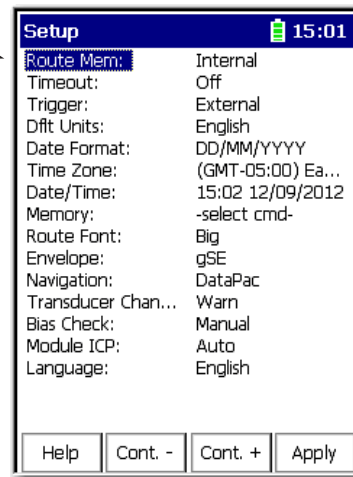 Setup 15:01
Route Mem: Internal
Timeout: Off
Trigger: External
Dflt Units: English
Date Format: DD/MM/YYYY
Time Zone: (GMT-05:00) Ea...
Date/Time: 15:02 12/09/2012
Memory: -select cmd-
Route Font: Big
Envelope: gSE
Navigation: DataPac
Transducer Chan... Warn
Bias Check: Manual
Module ICP: Auto
Language: English
Help Cont. - Cont. + Apply